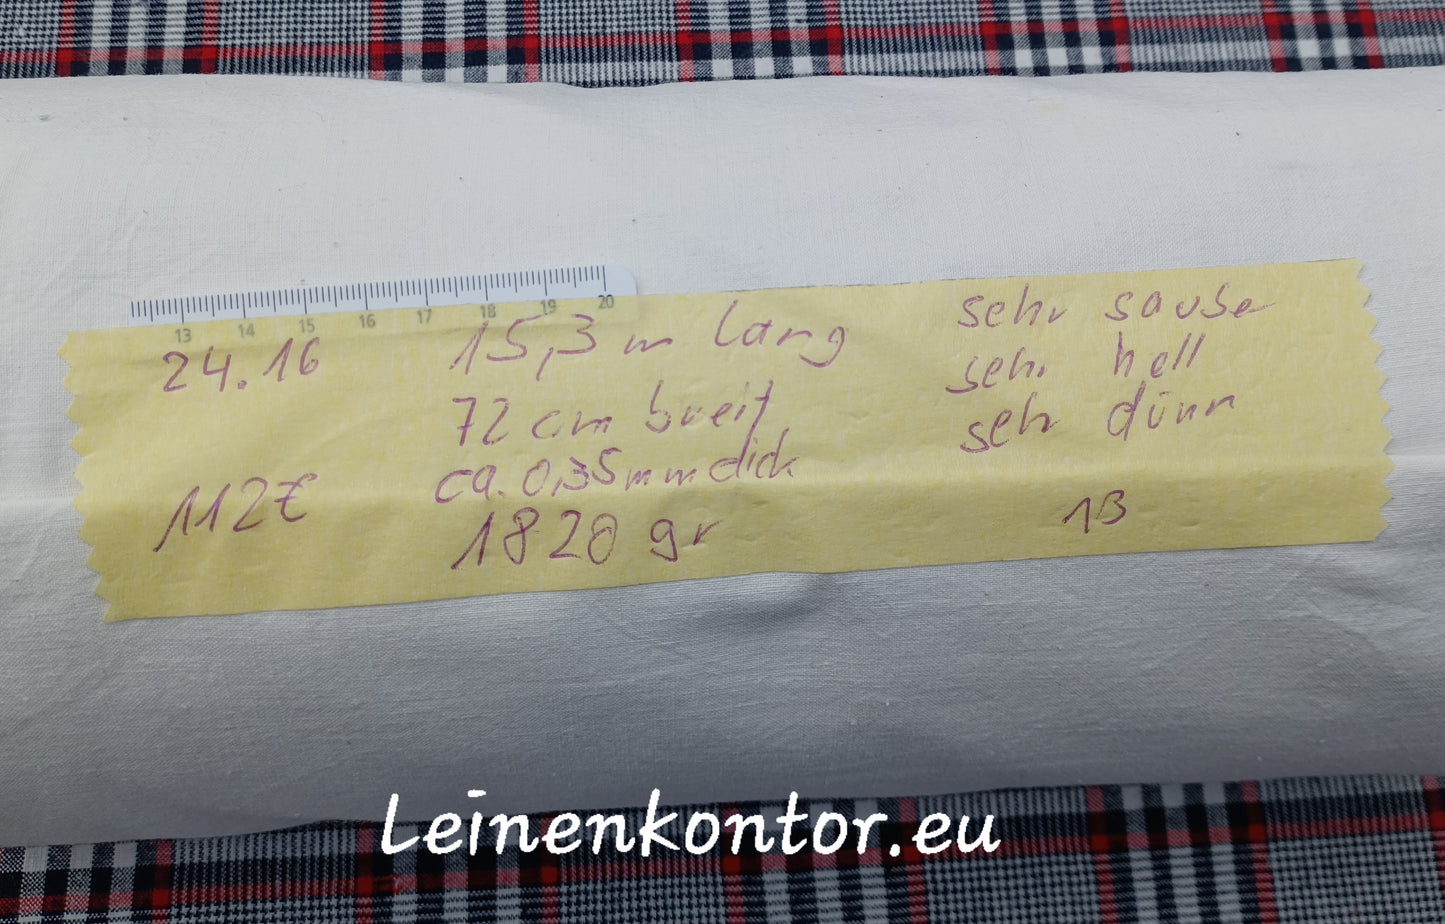 13 14 15 16 17 18 19 20
24.16
112€
15,3 m lang
72 cm breit
ca. 0,35 mm dick
1820 gr
sehr sauber
sehr hell
sehr dünn
1B
Leinenkontor.eu